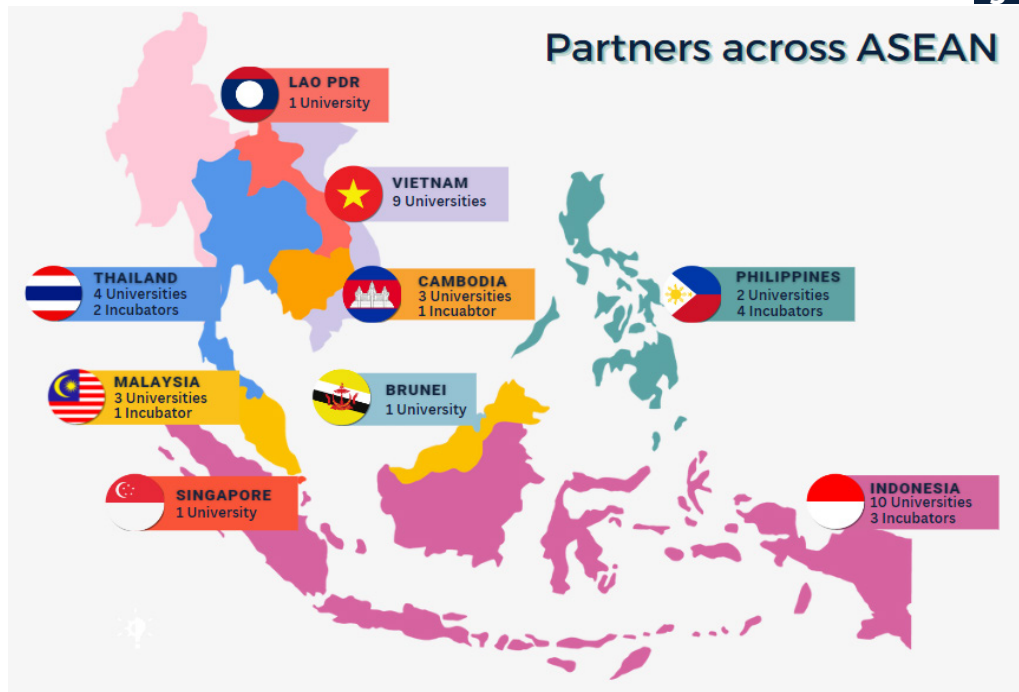 Partners across ASEAN
LAO PDR
1 University
VIETNAM
9 Universities
THAILAND
4 Universities
2 Incubators
CAMBODIA
3 Universities
1 Incuabtor
PHILIPPINES
2 Universities
4 Incubators
MALAYSIA
3 Universities
1 Incubator
BRUNEI
1 University
SINGAPORE
1 University
INDONESIA
10 Universities
3 Incubators